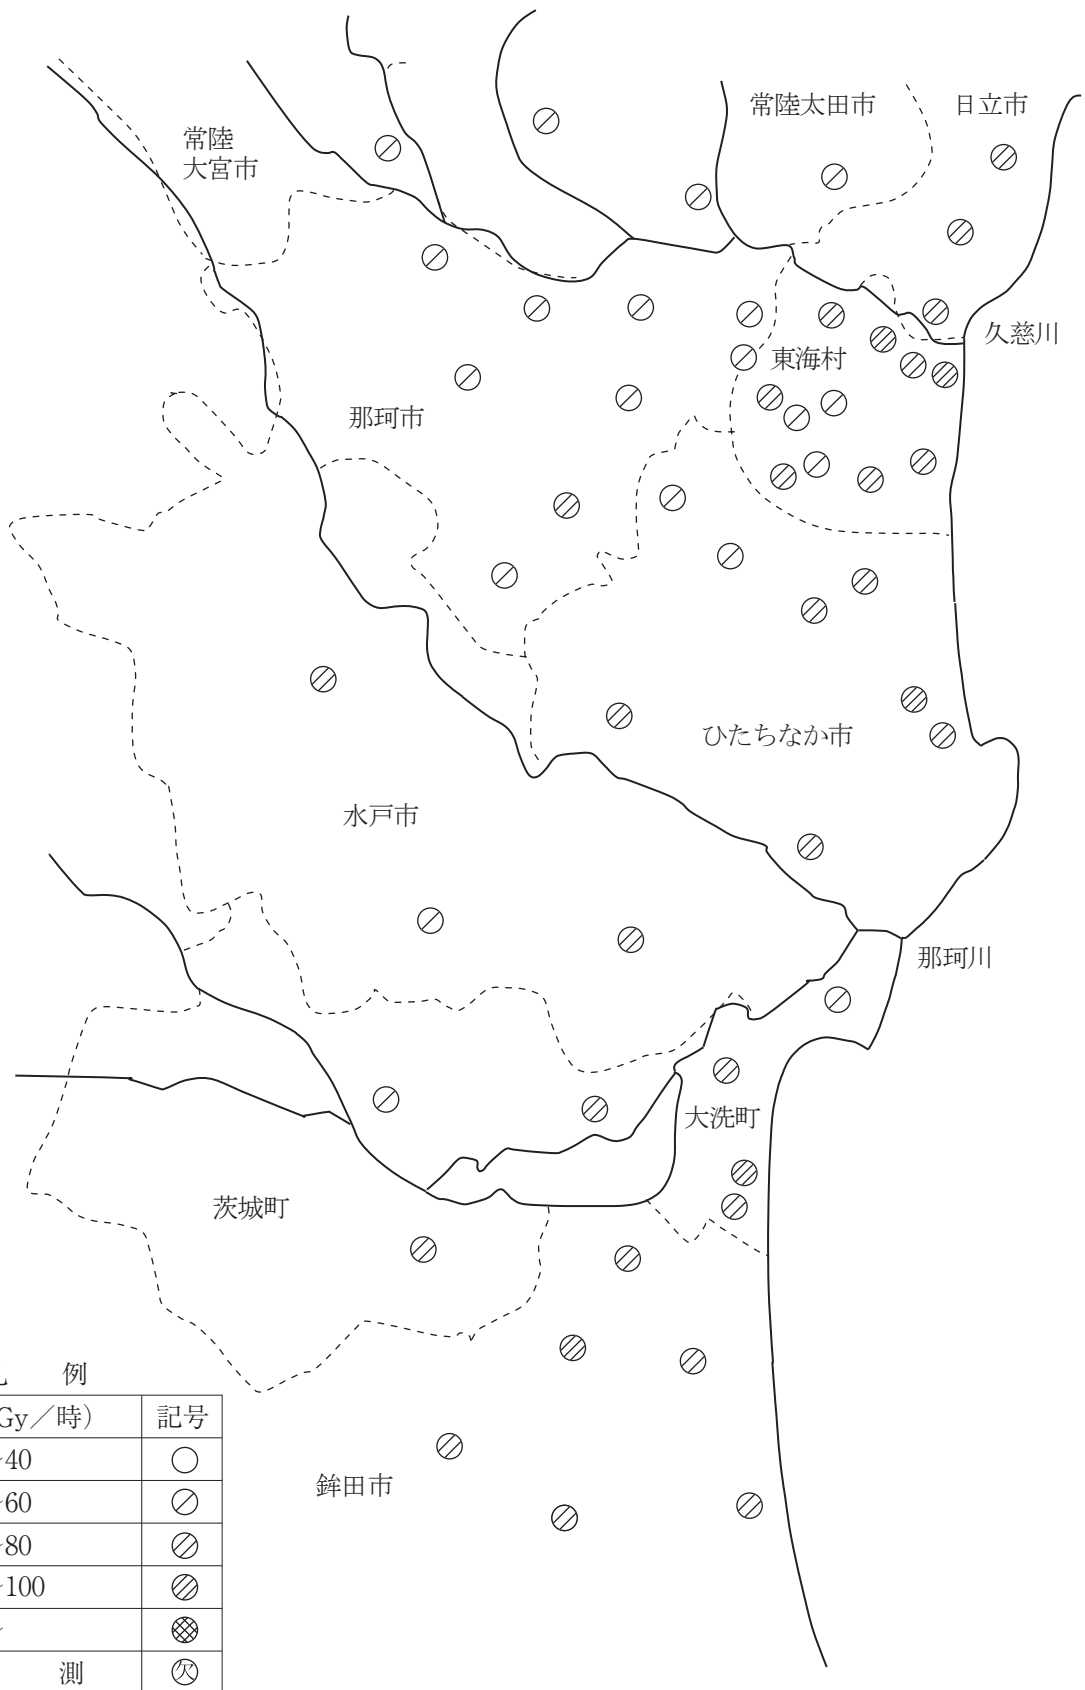 常陸太田市
日立市
常陸
大宮市
久慈川
東海村
那珂市
ひたちなか市
水戸市
那珂川
大洗町
茨城町
例
Gy／時） 記号
40
60
80
100
測 欠
鉾田市